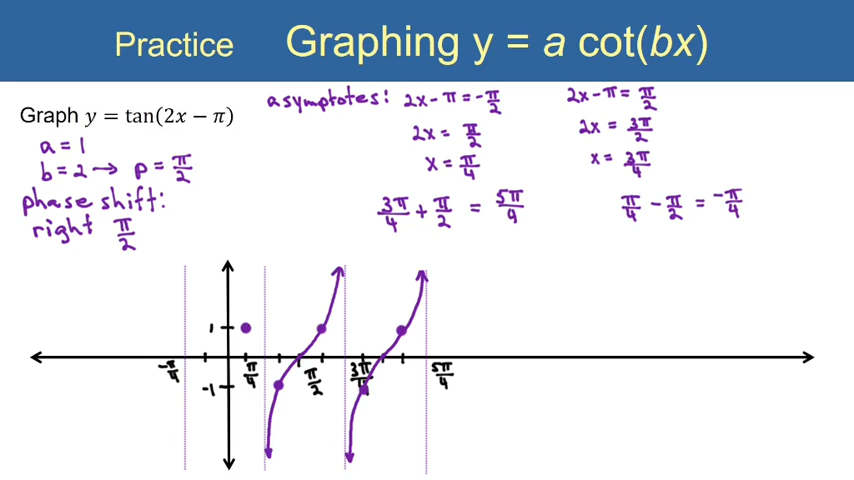 Practice Graphing y = a cot(bx)
Graph y = tan(2x − π)
a = 1
b = 2 → p = π/2
phase shift:
right π/2
asymptotes: 2x − π = -π/2
2x = π/2
x = π/4
2x − π = π/2
2x = 3π/2
x = 3π/4
3π/4 + π/2 = 5π/4
π/4 − π/2 = -π/4
1
-1
-π/4 π/4 π/2 3π/4 5π/4